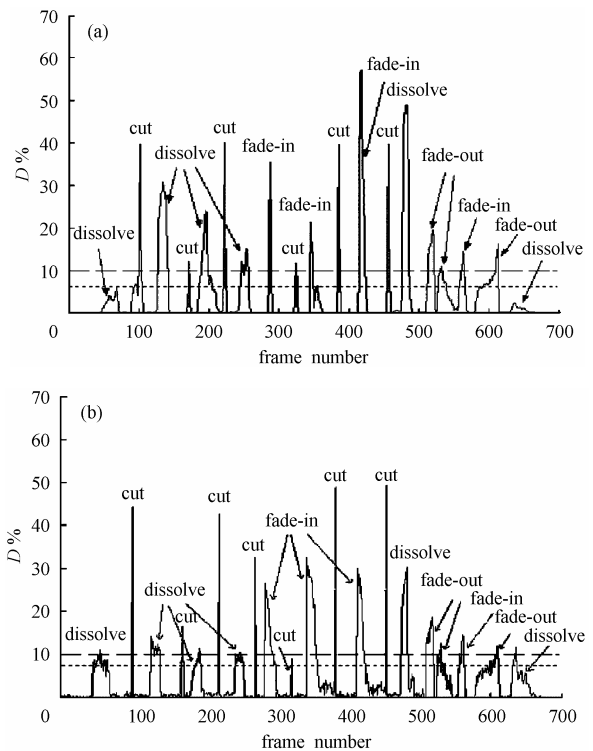 (a)
70
60
50
40
30
20
10
0
D %
dissolve
cut
dissolve
cut
cut
fade-in
cut
fade-in
cut
fade-in
dissolve
cut
fade-out
fade-in
fade-out
dissolve
100 200 300 400 500 600 700
frame number
(b)
70
60
50
40
30
20
10
0
D %
dissolve
cut
dissolve
cut
cut
cut
fade-in
cut
cut
cut
dissolve
fade-out
fade-in
fade-out
dissolve
100 200 300 400 500 600 700
frame number